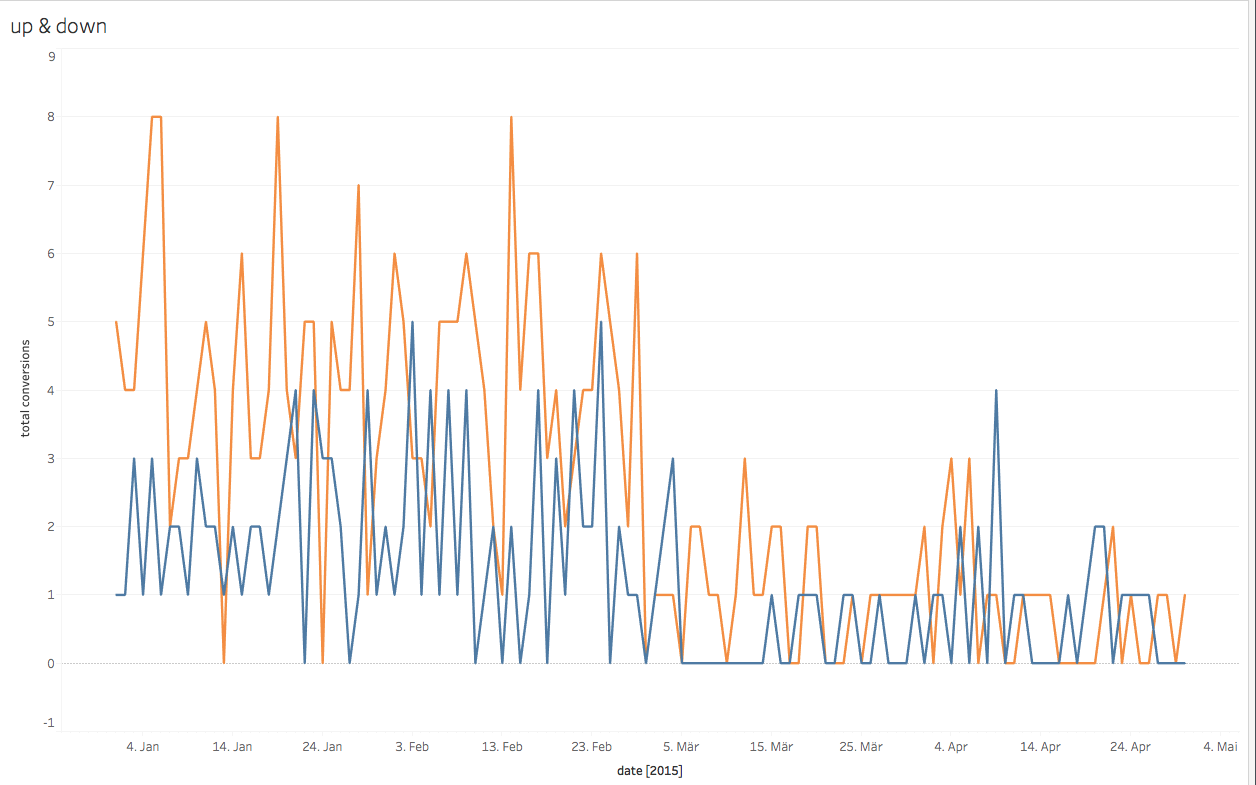 up & down
9
8
7
6
5
4
3
2
1
0
-1
total conversions
4. Jan 14. Jan 24. Jan 3. Feb 13. Feb 23. Feb 5. Mär 15. Mär 25. Mär 4. Apr 14. Apr 24. Apr 4. Mai
date [2015]